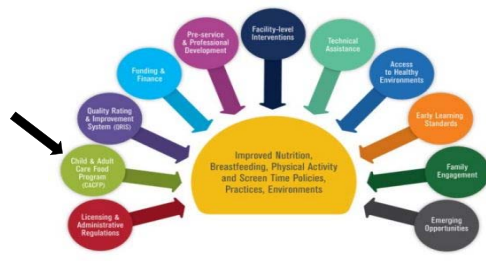 Facility-level
Interventions
Pre-service
& Professional
Development
Technical
Assistance
Funding &
Finance
Access
to Healthy
Environments
Quality Rating
& Improvement
System (QRIS)
Early Learning
Standards
Child & Adult
Care Food
Program
(CACFP)
Improved Nutrition,
Breastfeeding, Physical Activity
and Screen Time Policies,
Practices, Environments
Family
Engagement
Licensing &
Administrative
Regulations
Emerging
Opportunities